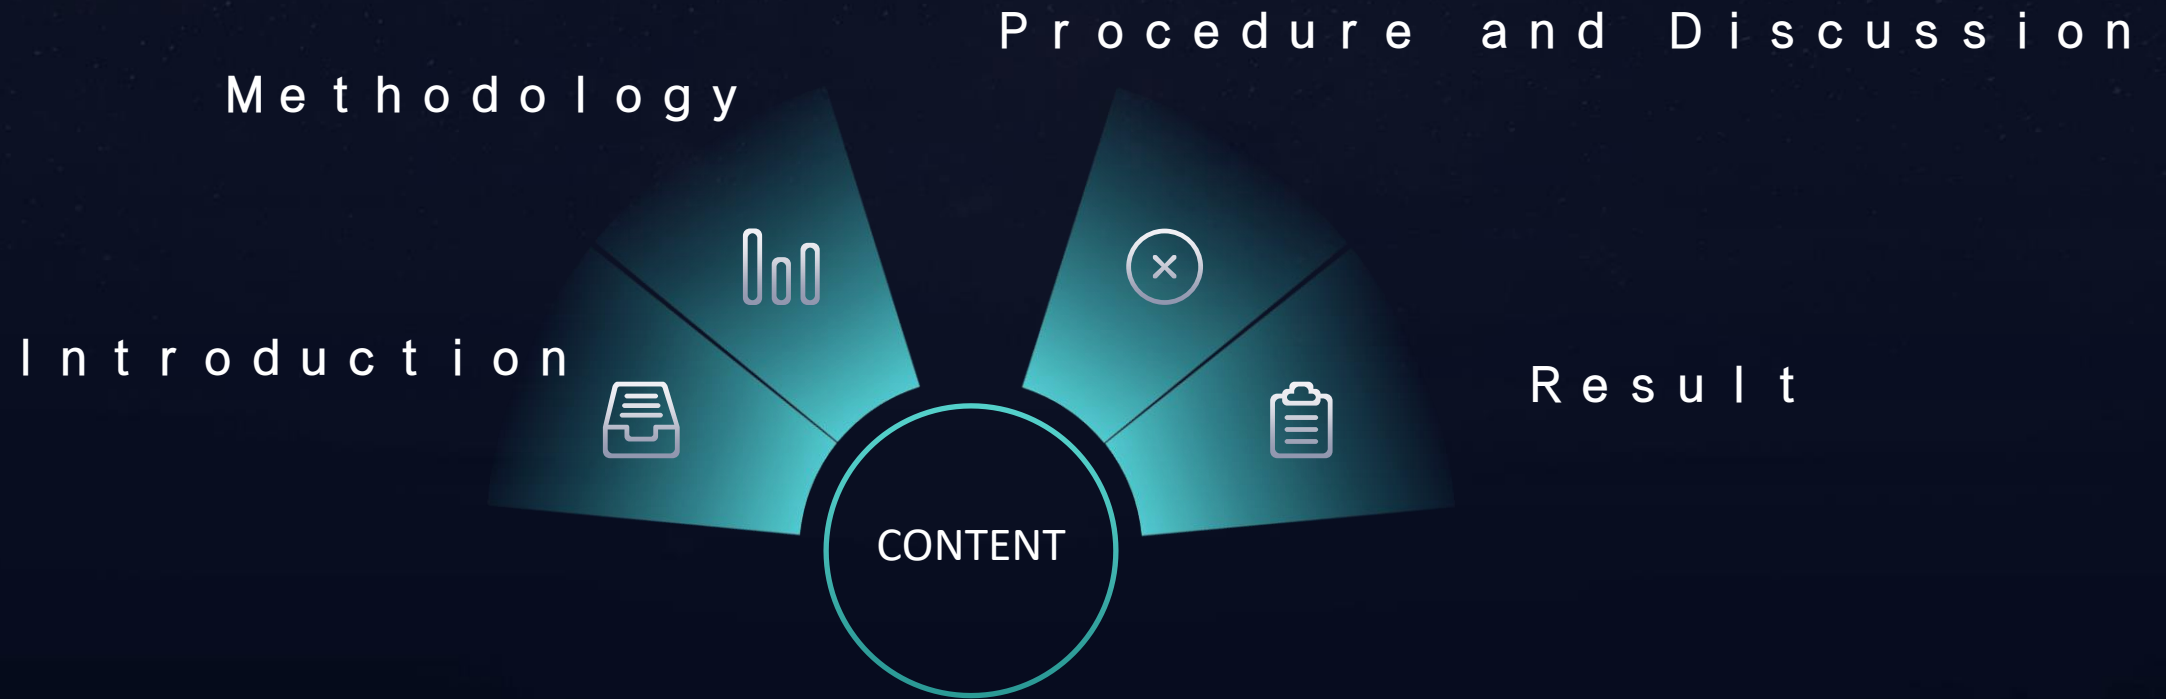 Procedure and Discussion
Methodology
Introduction
Result
CONTENT